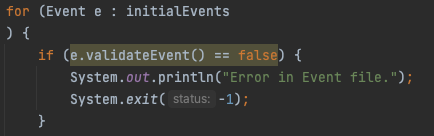 for (Event e : initialEvents
) {
if (e.validateEvent() == false) {
System.out.println("Error in Event file.");
System.exit( status: -1);
}